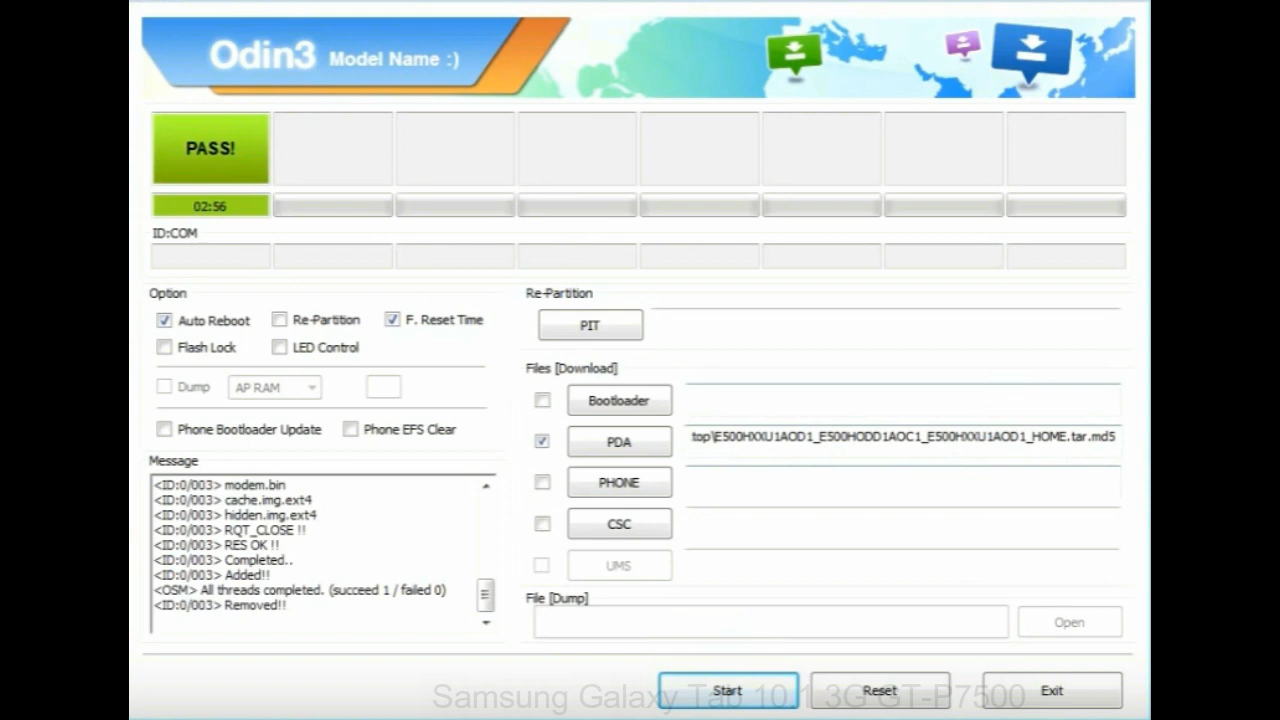 Odin3 Model Name :)
PASS!
02:56
ID:COM
Option
Auto Reboot Re-Partition F. Reset Time
Flash Lock LED Control
Dump AP RAM
Phone Bootloader Update Phone EFS Clear
Message
<ID:0/003> modem.bin
<ID:0/003> cache.img.ext4
<ID:0/003> hidden.img.ext4
<ID:0/003> RQT_CLOSE !!
<ID:0/003> RES OK !!
<ID:0/003> Completed..
<ID:0/003> Added!!
<OSM> All threads completed. (succeed 1 / failed 0)
<ID:0/003> Removed!!
Re-Partition
PIT
Files [Download]
Bootloader
PDA top\E500HXXU1AOD1_E500HODD1AOC1_E500HXXU1AOD1_HOME.tar.md5
PHONE
CSC
UMS
File [Dump]
Open
Start Reset Exit
Samsung Galaxy Tab 10.1 3G GT-P7500